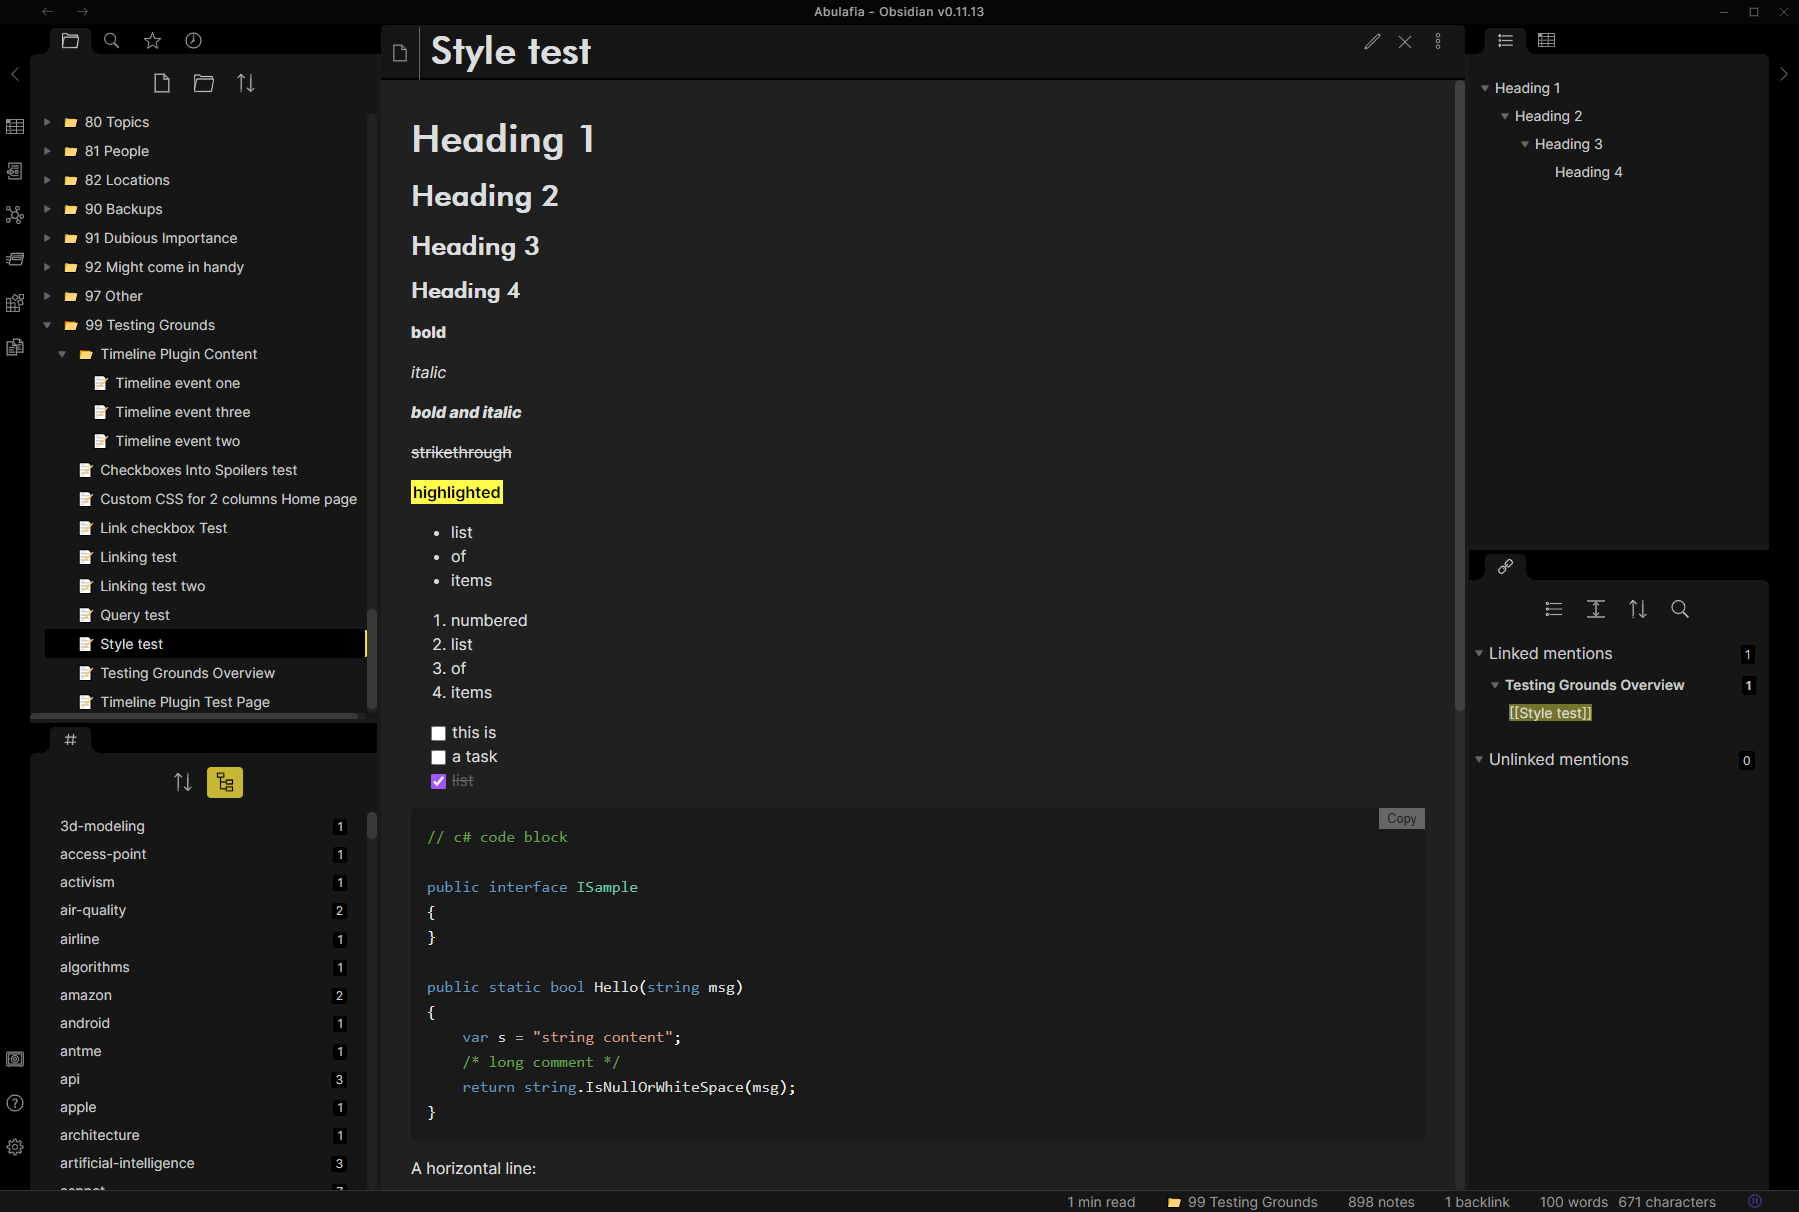 Abulafia - Obsidian v0.11.13
80 Topics
81 People
82 Locations
90 Backups
91 Dubious Importance
92 Might come in handy
97 Other
99 Testing Grounds
Timeline Plugin Content
Timeline event one
Timeline event three
Timeline event two
Checkboxes Into Spoilers test
Custom CSS for 2 columns Home page
Link checkbox Test
Linking test
Linking test two
Query test
Style test
Testing Grounds Overview
Timeline Plugin Test Page
#
3d-modeling 1
access-point 1
activism 1
air-quality 2
airline 1
algorithms 1
amazon 2
android 1
antme 1
api 3
apple 1
architecture 1
artificial-intelligence 3
Style test
Heading 1
Heading 2
Heading 3
Heading 4
bold
italic
bold and italic
strikethrough
highlighted
• list
• of
• items
1. numbered
2. list
3. of
4. items
this is
a task
list
Copy
// c# code block
public interface ISample
{
}
public static bool Hello(string msg)
{
var s = "string content";
/* long comment */
return string.IsNullOrWhiteSpace(msg);
}
A horizontal line:
Heading 1
Heading 2
Heading 3
Heading 4
Linked mentions 1
Testing Grounds Overview 1
[[Style test]]
Unlinked mentions 0
1 min read 99 Testing Grounds 898 notes 1 backlink 100 words 671 characters